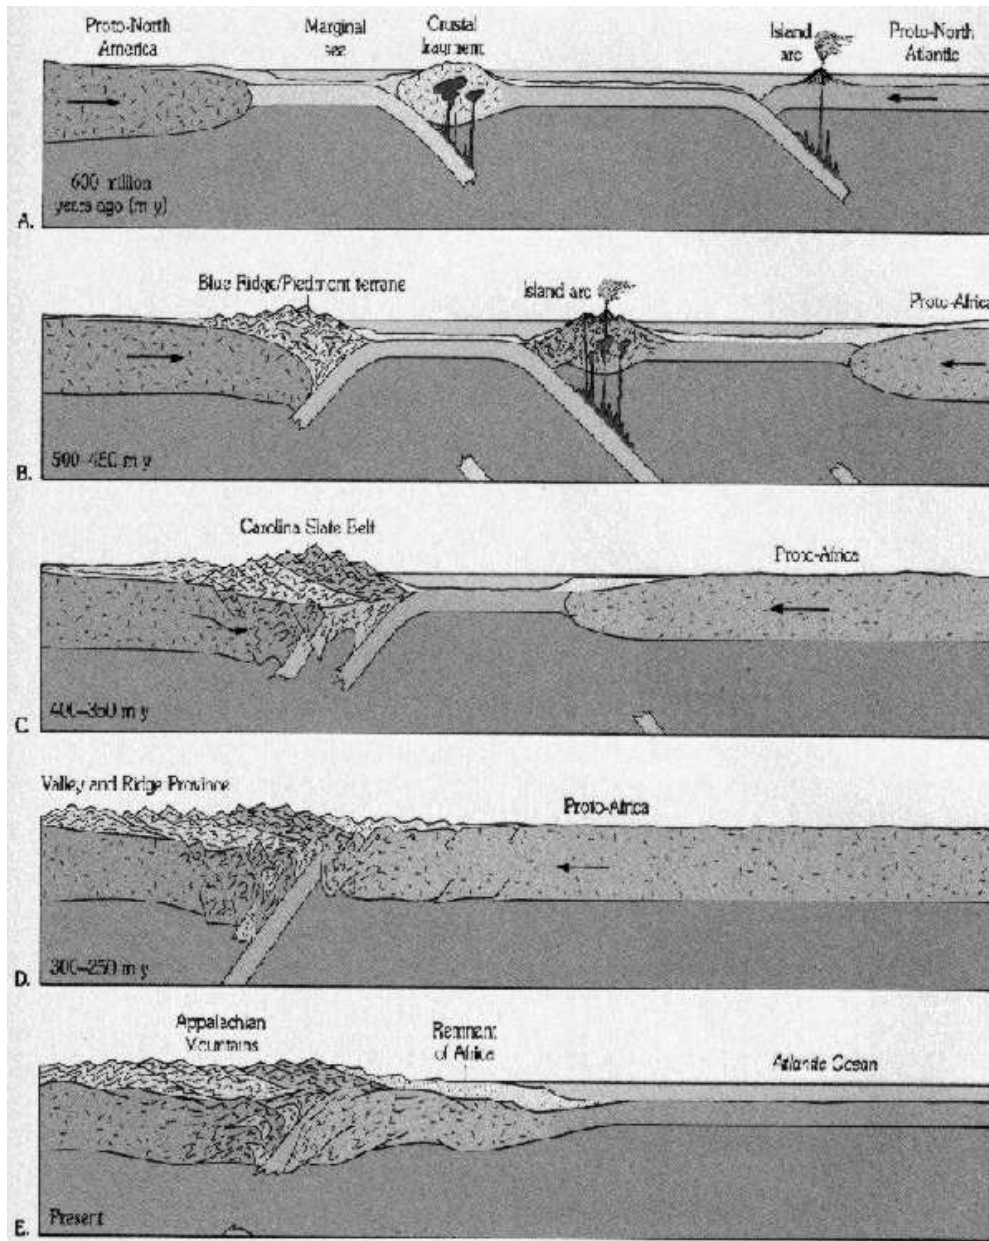 Proto-North
America
Marginal
sea
Crustal
fragment
Island
arc
Proto-North
Atlantic
600 million
years ago (m y)
A.
Blue Ridge/Piedmont terrane
Island arc
Proto-Africa
500–450 m y
B.
Carolina Slate Belt
Proto-Africa
400–350 m y
C.
Valley and Ridge Province
Proto-Africa
300–250 m y
D.
Appalachian
Mountains
Remnant
of Africa
Atlantic Ocean
Present
E.